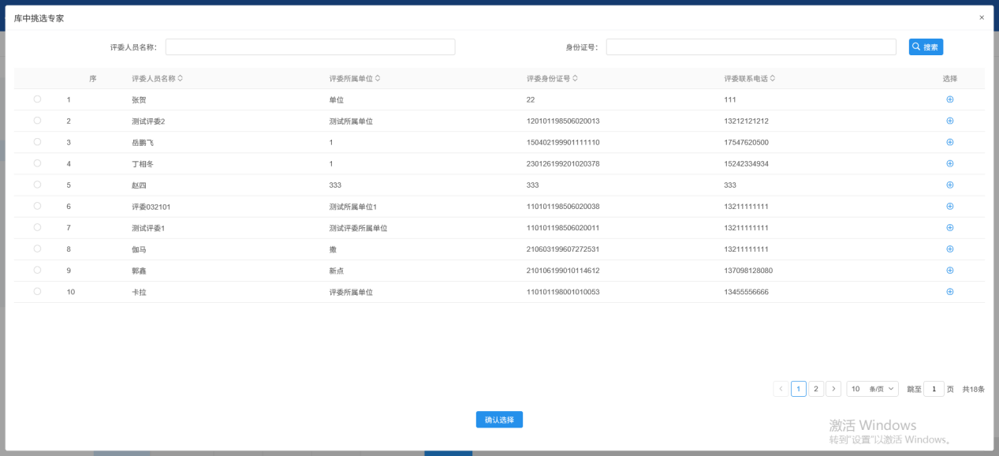 库中挑选专家 ×
评委人员名称： 身份证号： 搜索
序 评委人员名称 评委所属单位 评委身份证号 评委联系电话 选择
1 张贺 单位 22 111
2 测试评委2 测试所属单位 120101198506020013 13212121212
3 岳鹏飞 1 150402199901111110 17547620500
4 丁相冬 1 230126199201020378 15242334934
5 赵四 333 333 333
6 评委032101 测试所属单位1 110101198506020038 13211111111
7 测试评委1 测试评委所属单位 110101198506020011 13211111111
8 伽马 撒 210603199607272531 13211111111
9 郭鑫 新点 210106199010114612 137098128080
10 卡拉 评委所属单位 110101198001010053 13455556666
1 2 10 条/页 跳至 1 页 共18条
确认选择
激活 Windows
转到"设置"以激活 Windows。